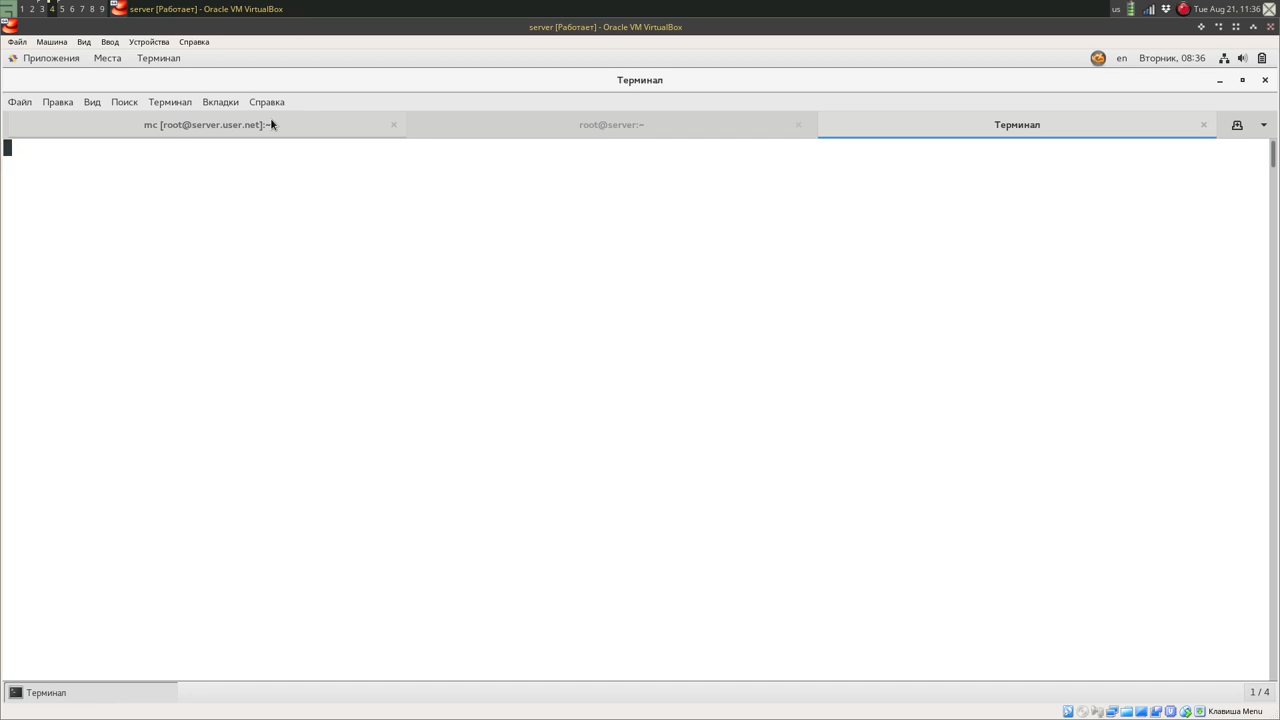 1 2 3 4 5 6 7 8 9 server [Работает] - Oracle VM VirtualBox us Tue Aug 21, 11:36
server [Работает] - Oracle VM VirtualBox
Файл Машина Вид Ввод Устройства Справка
Приложения Места Терминал en Вторник, 08:36
Терминал
Файл Правка Вид Поиск Терминал Вкладки Справка
mc [root@server.user.net]:~ root@server:~ Терминал
Терминал 1 / 4
Клавиша Menu